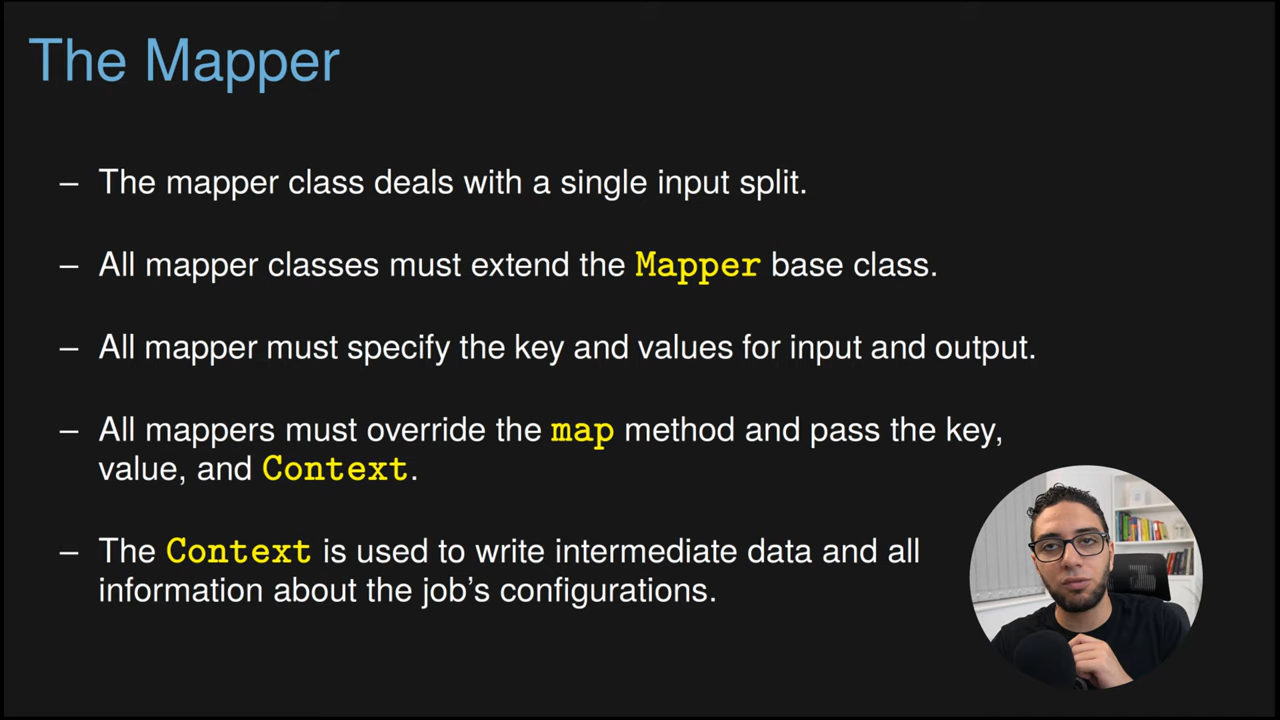 The Mapper
– The mapper class deals with a single input split.
– All mapper classes must extend the Mapper base class.
– All mapper must specify the key and values for input and output.
– All mappers must override the map method and pass the key,
value, and Context.
– The Context is used to write intermediate data and all
information about the job's configurations.